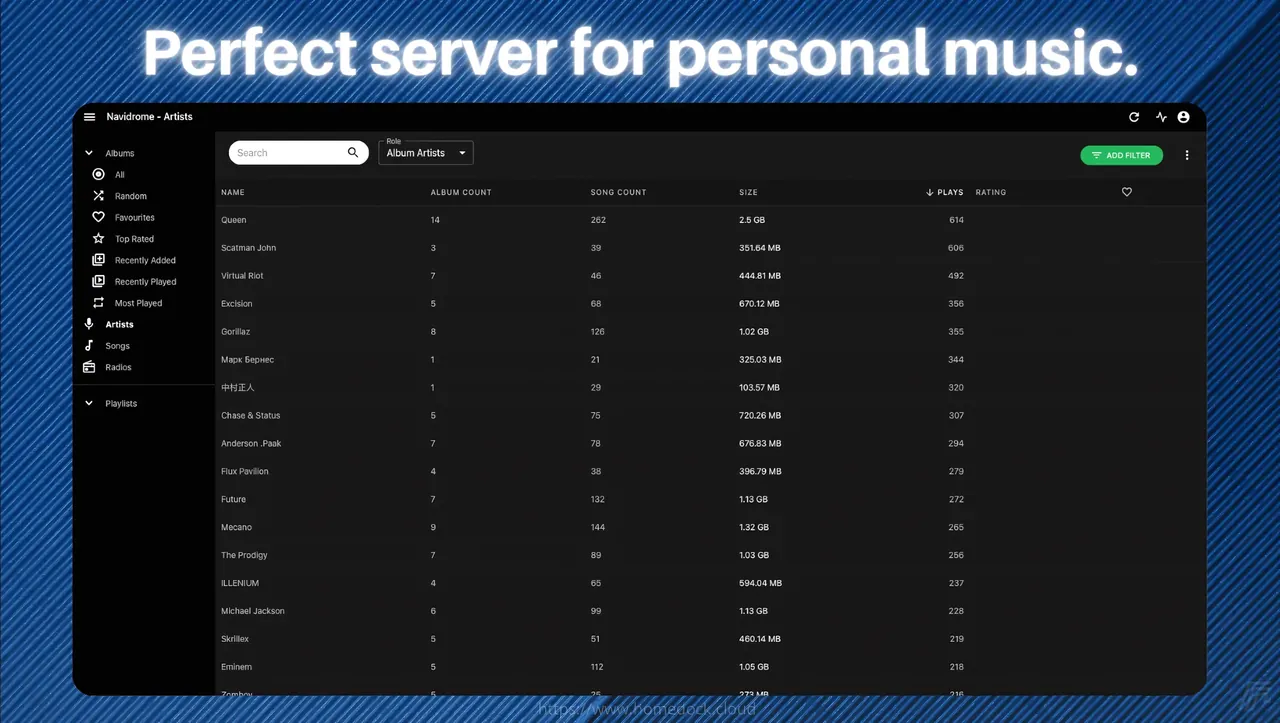 Perfect server for personal music.
Navidrome - Artists
Albums
All
Random
Favourites
Top Rated
Recently Added
Recently Played
Most Played
Artists
Songs
Radios
Playlists
Search
Role
Album Artists
ADD FILTER
NAME ALBUM COUNT SONG COUNT SIZE PLAYS RATING
Queen 14 262 2.5 GB 614
Scatman John 3 39 351.64 MB 606
Virtual Riot 7 46 444.81 MB 492
Excision 5 68 670.12 MB 356
Gorillaz 8 126 1.02 GB 355
Марк Бернес 1 21 325.03 MB 344
中村正人 1 29 103.57 MB 320
Chase & Status 5 75 720.26 MB 307
Anderson .Paak 7 78 676.83 MB 294
Flux Pavilion 4 38 396.79 MB 279
Future 7 132 1.13 GB 272
Mecano 9 144 1.32 GB 265
The Prodigy 7 89 1.03 GB 256
ILLENIUM 4 65 594.04 MB 237
Michael Jackson 6 99 1.13 GB 228
Skrillex 5 51 460.14 MB 219
Eminem 5 112 1.05 GB 218
Zomboy 5 26 273 MB 216
https://www.homedock.cloud